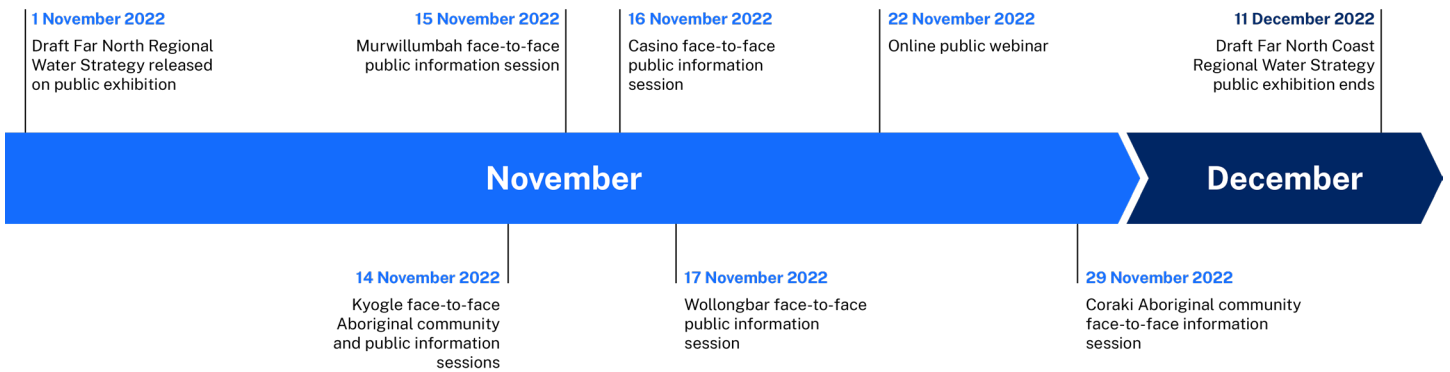 1 November 2022
Draft Far North Regional
Water Strategy released
on public exhibition
15 November 2022
Murwillumbah face-to-face
public information session
16 November 2022
Casino face-to-face
public information
session
22 November 2022
Online public webinar
11 December 2022
Draft Far North Coast
Regional Water Strategy
public exhibition ends
November
December
14 November 2022
Kyogle face-to-face
Aboriginal community
and public information
sessions
17 November 2022
Wollongbar face-to-face
public information
session
29 November 2022
Coraki Aboriginal community
face-to-face information
session